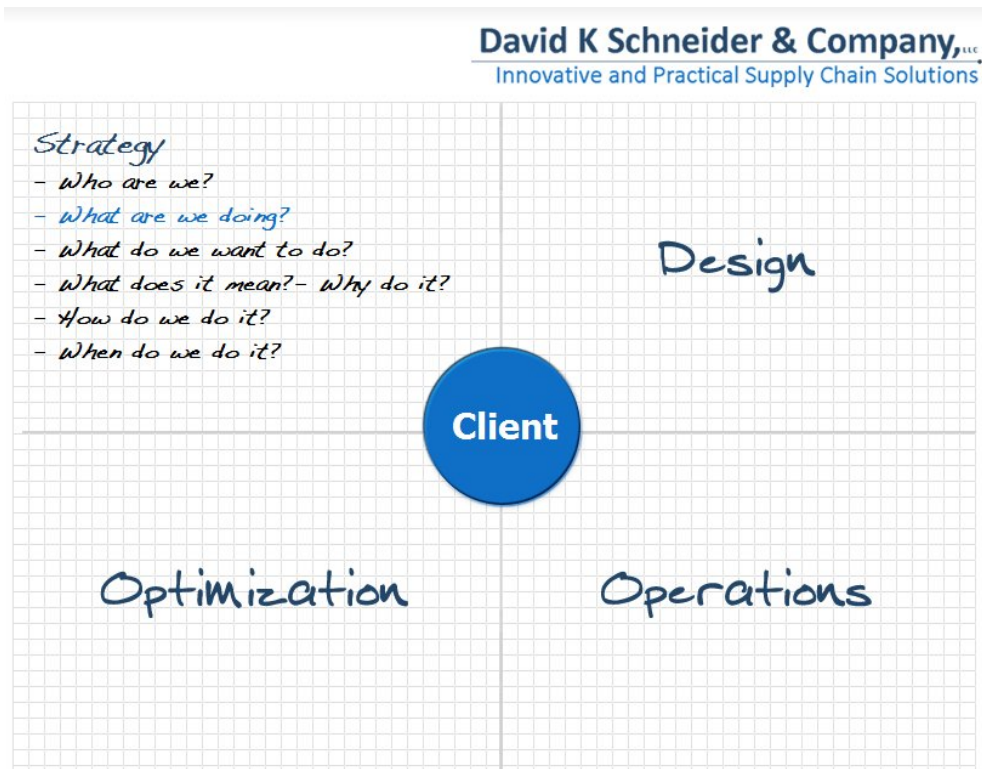 David K Schneider & Company, LLC
Innovative and Practical Supply Chain Solutions
Strategy
- Who are we?
- What are we doing?
- What do we want to do?
- What does it mean?- Why do it?
- How do we do it?
- When do we do it?
Design
Client
Optimization
Operations